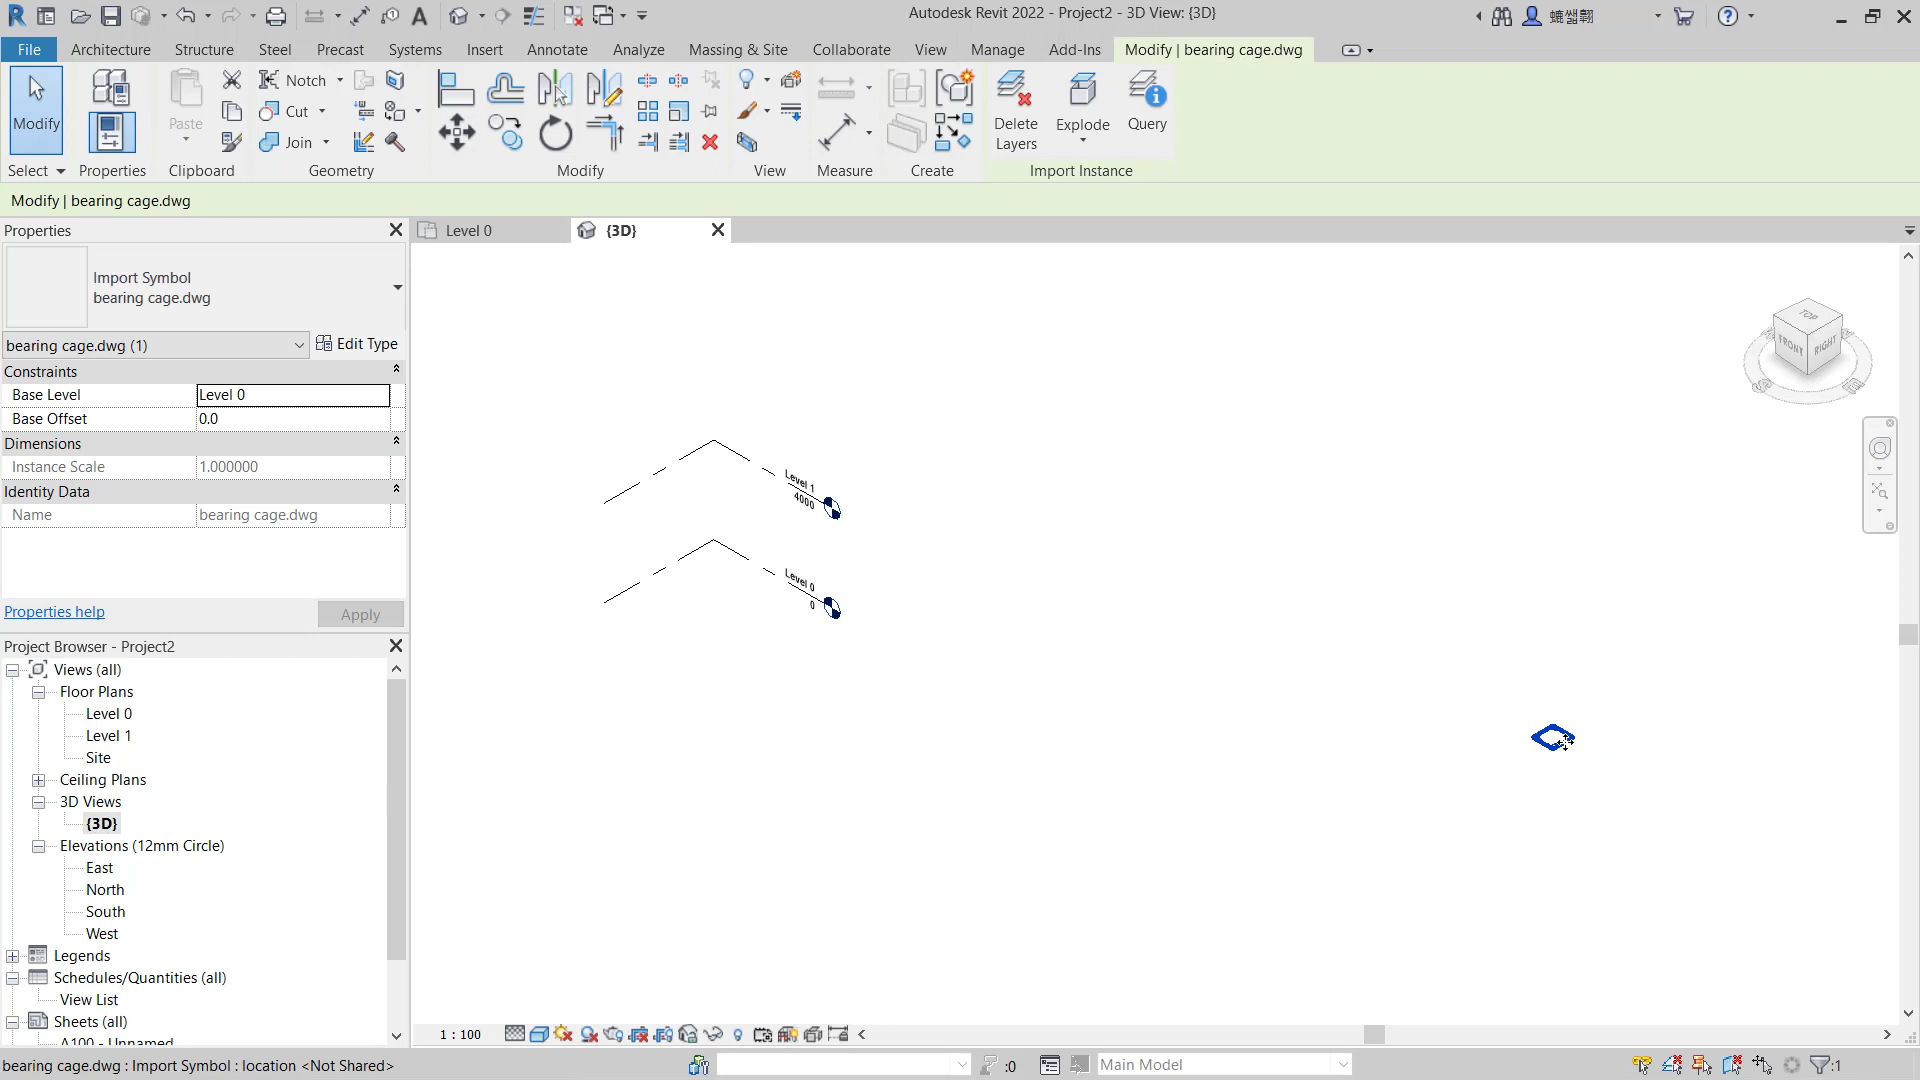 Autodesk Revit 2022 - Project2 - 3D View: {3D}
File Architecture Structure Steel Precast Systems Insert Annotate Analyze Massing & Site Collaborate View Manage Add-Ins Modify | bearing cage.dwg
Modify
Paste
Notch
Cut
Join
Delete Layers
Explode
Query
Select Properties Clipboard Geometry Modify View Measure Create Import Instance
Modify | bearing cage.dwg
Properties
Level 0
{3D}
Import Symbol
bearing cage.dwg
bearing cage.dwg (1)
Edit Type
Constraints
Base Level Level 0
Base Offset 0.0
Dimensions
Instance Scale 1.000000
Identity Data
Name bearing cage.dwg
Properties help
Apply
Level 1
4000
Level 0
0
TOP
FRONT
RIGHT
S
E
Project Browser - Project2
Views (all)
Floor Plans
Level 0
Level 1
Site
Ceiling Plans
3D Views
{3D}
Elevations (12mm Circle)
East
North
South
West
Legends
Schedules/Quantities (all)
View List
Sheets (all)
A100 - Unnamed
1 : 100
bearing cage.dwg : Import Symbol : location <Not Shared>
:0
Main Model
:1